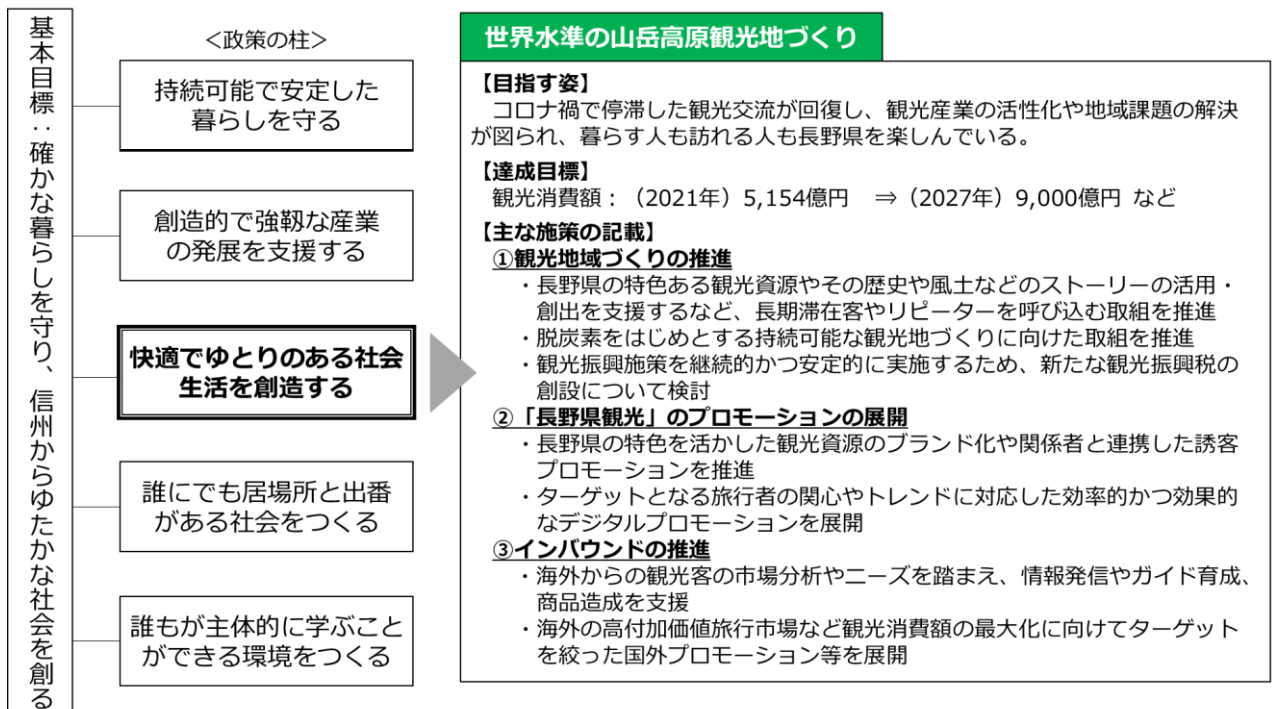 基本目標：確かな暮らしを守り、信州からゆたかな社会を創る
＜政策の柱＞
持続可能で安定した
暮らしを守る
創造的で強靱な産業
の発展を支援する
快適でゆとりのある社会
生活を創造する
誰にでも居場所と出番
がある社会をつくる
誰もが主体的に学ぶこと
ができる環境をつくる
世界水準の山岳高原観光地づくり
【目指す姿】
コロナ禍で停滞した観光交流が回復し、観光産業の活性化や地域課題の解決
が図られ、暮らす人も訪れる人も長野県を楽しんでいる。
【達成目標】
観光消費額：（2021年）5,154億円　⇒（2027年）9,000億円 など
【主な施策の記載】
①観光地域づくりの推進
・長野県の特色ある観光資源やその歴史や風土などのストーリーの活用・
創出を支援するなど、長期滞在客やリピーターを呼び込む取組を推進
・脱炭素をはじめとする持続可能な観光地づくりに向けた取組を推進
・観光振興施策を継続的かつ安定的に実施するため、新たな観光振興税の
創設について検討
②「長野県観光」のプロモーションの展開
・長野県の特色を活かした観光資源のブランド化や関係者と連携した誘客
プロモーションを推進
・ターゲットとなる旅行者の関心やトレンドに対応した効率的かつ効果的
なデジタルプロモーションを展開
③インバウンドの推進
・海外からの観光客の市場分析やニーズを踏まえ、情報発信やガイド育成、
商品造成を支援
・海外の高付加価値旅行市場など観光消費額の最大化に向けてターゲット
を絞った国外プロモーション等を展開